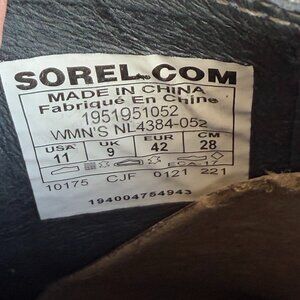 SOREL.COM
MADE IN CHINA
Fabriqué En Chine
1951951052
WMN'S NL4384-052
USA UK EUR CM
11 9 42 28
10175 CJF 0121 221
194004754943